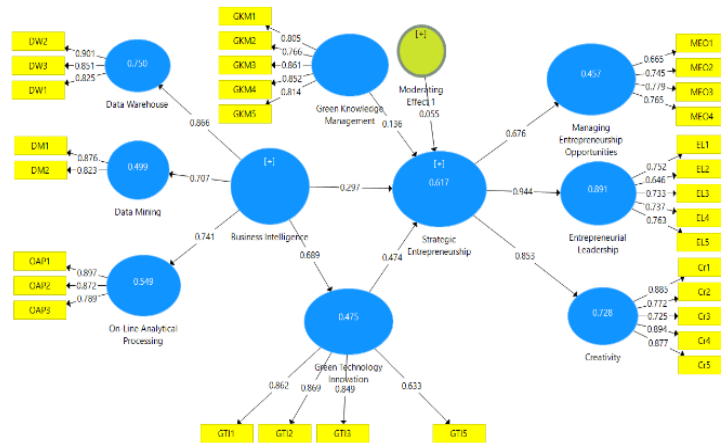 DW2
DW3
DW1
0.901
0.851
0.825
0.750
Data Warehouse
GKM1
GKM2
GKM3
GKM4
GKM5
0.805
0.766
0.861
0.852
0.814
Green Knowledge
Management
[+]
Moderating
Effect 1
0.055
0.136
0.866
DM1
DM2
0.876
0.823
0.499
Data Mining
0.707
[+]
Business Intelligence
0.297
[+]
0.617
Strategic
Entrepreneurship
0.741
0.689
0.474
OAP1
OAP2
OAP3
0.897
0.872
0.789
0.549
On-Line Analytical
Processing
0.475
Green Technology
Innovation
0.862
0.869
0.849
0.633
GTI1
GTI2
GTI3
GTI5
0.676
0.944
0.853
0.457
Managing
Entrepreneurship
Opportunities
0.665
0.745
0.779
0.765
MEO1
MEO2
MEO3
MEO4
0.891
Entrepreneurial
Leadership
0.752
0.646
0.733
0.737
0.763
EL1
EL2
EL3
EL4
EL5
0.728
Creativity
0.885
0.772
0.725
0.894
0.877
Cr1
Cr2
Cr3
Cr4
Cr5